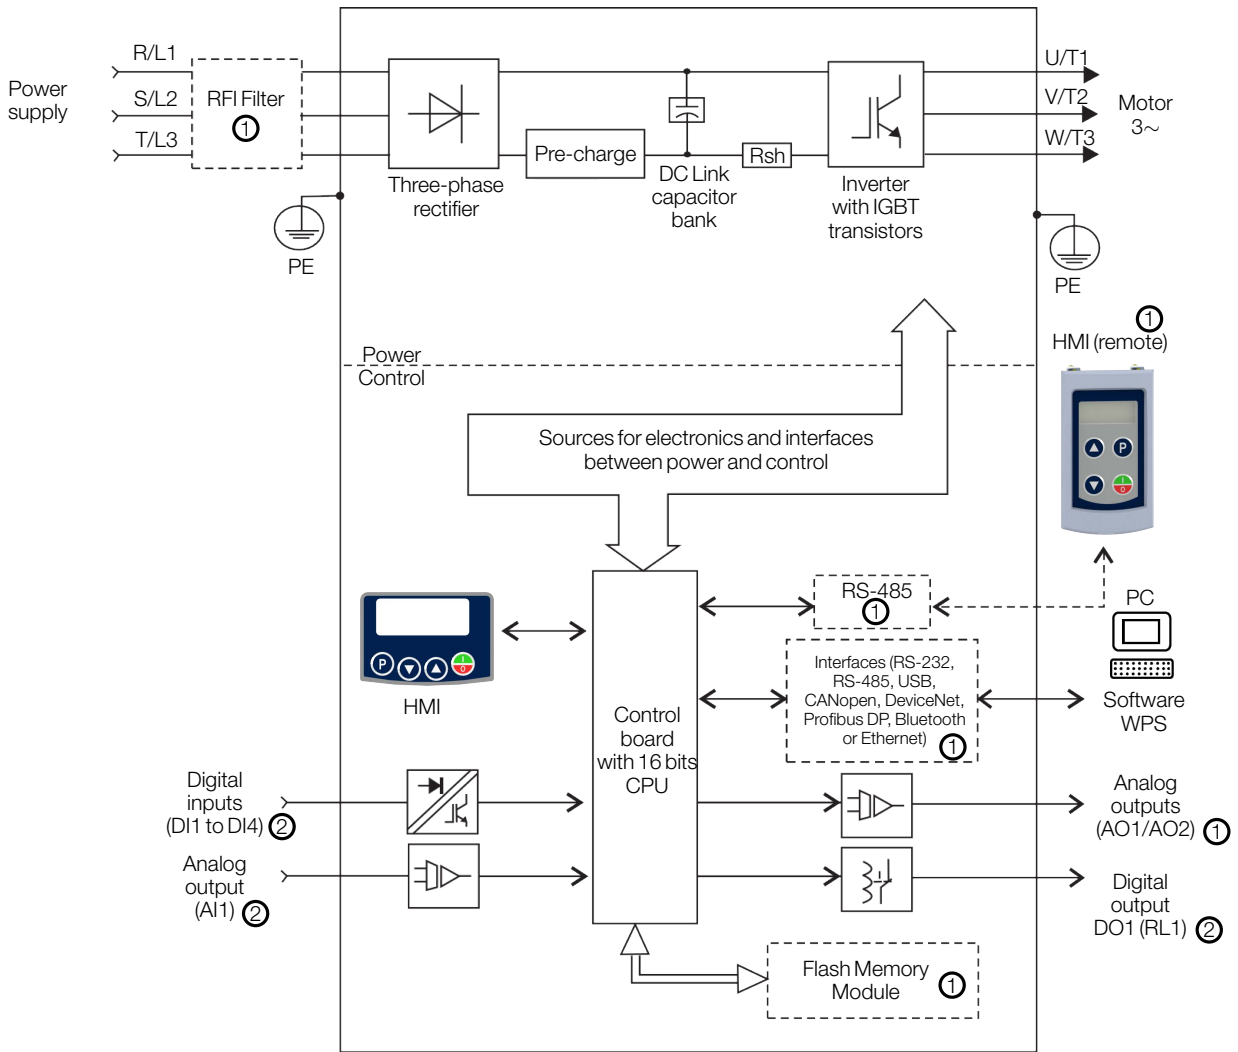 Power
supply
R/L1
S/L2
T/L3
RFI Filter
1
PE
Three-phase
rectifier
Pre-charge
DC Link
capacitor
bank
Rsh
Inverter
with IGBT
transistors
U/T1
V/T2
W/T3
Motor
3~
PE
Power
Control
Sources for electronics and interfaces
between power and control
1
HMI (remote)
P
I
0
P
I
0
HMI
Control
board
with 16 bits
CPU
RS-485
1
Interfaces (RS-232,
RS-485, USB,
CANopen, DeviceNet,
Profibus DP, Bluetooth
or Ethernet)
1
PC
Software
WPS
Digital
inputs
(DI1 to DI4) 2
Analog
output
(AI1) 2
Analog
outputs
(AO1/AO2) 1
Digital
output
DO1 (RL1) 2
Flash Memory
Module
1